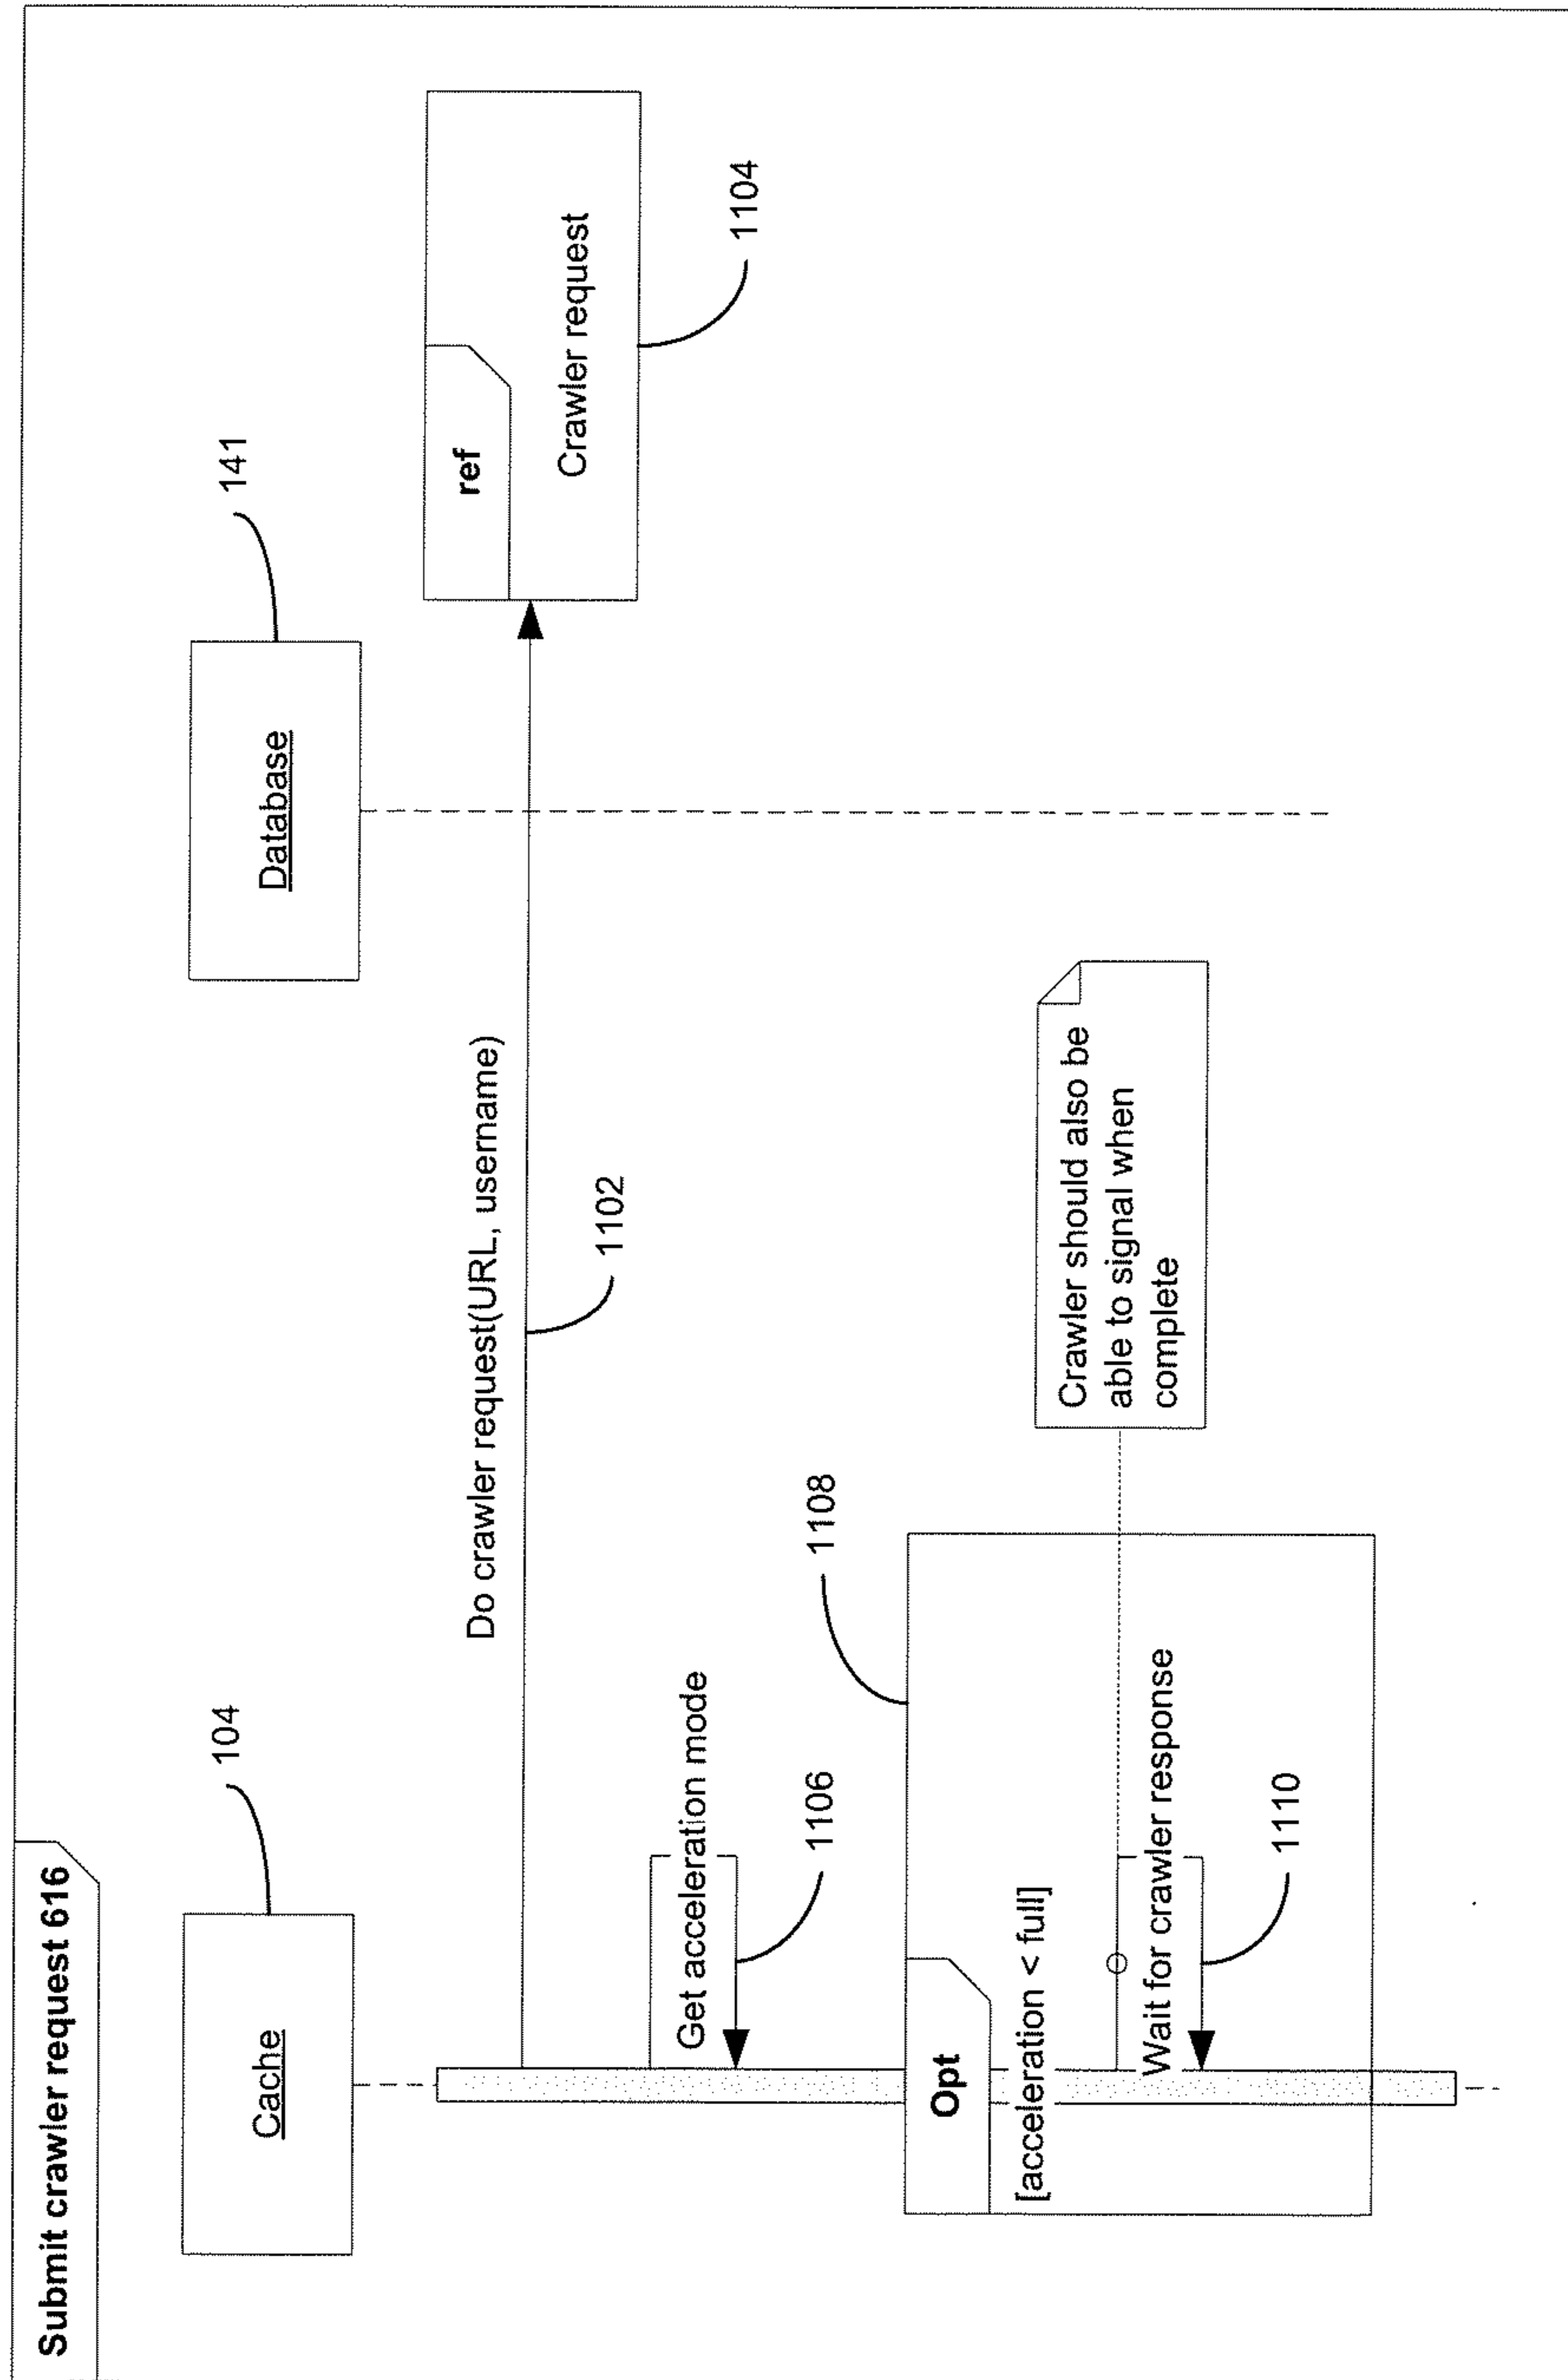 Submit crawler request 616
104
141
Cache
Database
Do crawler request(URL, username)
1102
ref
Crawler request
1104
Get acceleration mode
1106
1108
Opt
[acceleration < full]
Crawler should also be
able to signal when
complete
Wait for crawler response
1110